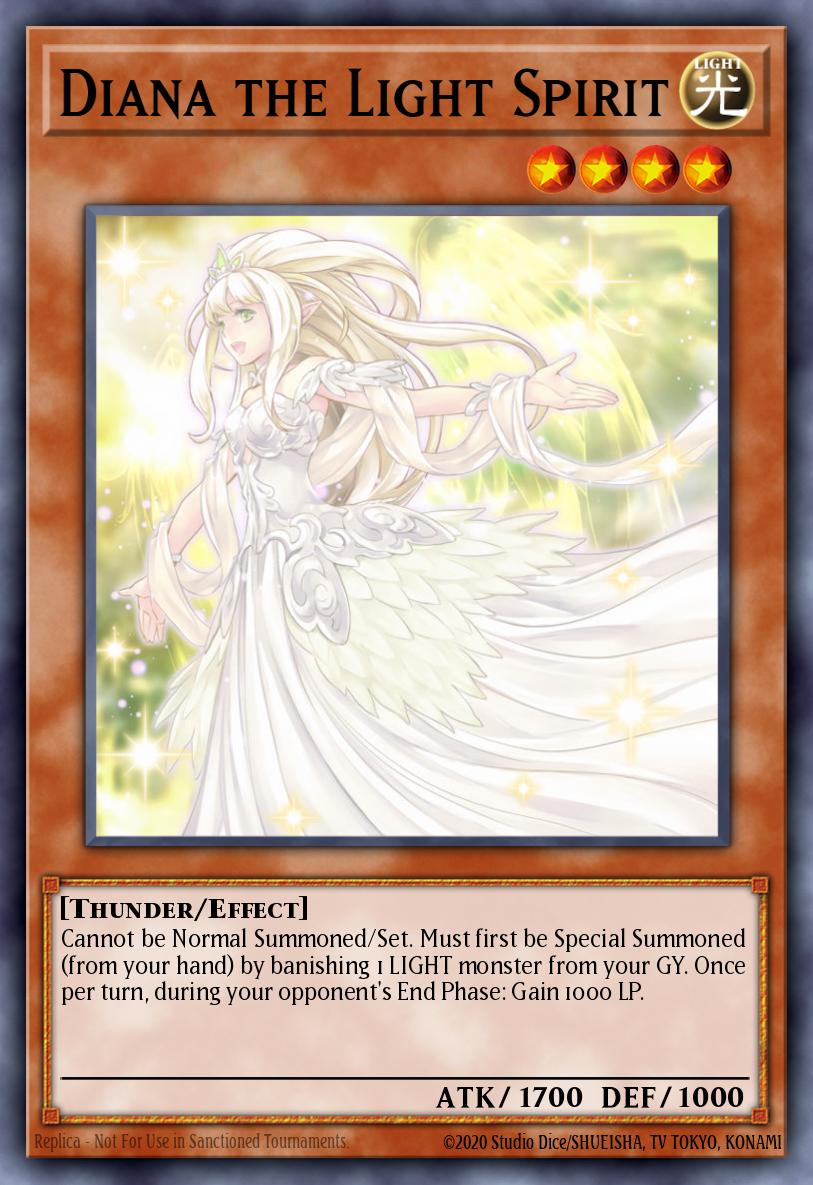 Diana the Light Spirit
LIGHT
光
[Thunder/Effect]
Cannot be Normal Summoned/Set. Must first be Special Summoned
(from your hand) by banishing 1 LIGHT monster from your GY. Once
per turn, during your opponent's End Phase: Gain 1000 LP.
ATK/ 1700 DEF/ 1000
Replica - Not For Use in Sanctioned Tournaments.
©2020 Studio Dice/SHUEISHA, TV TOKYO, KONAMI